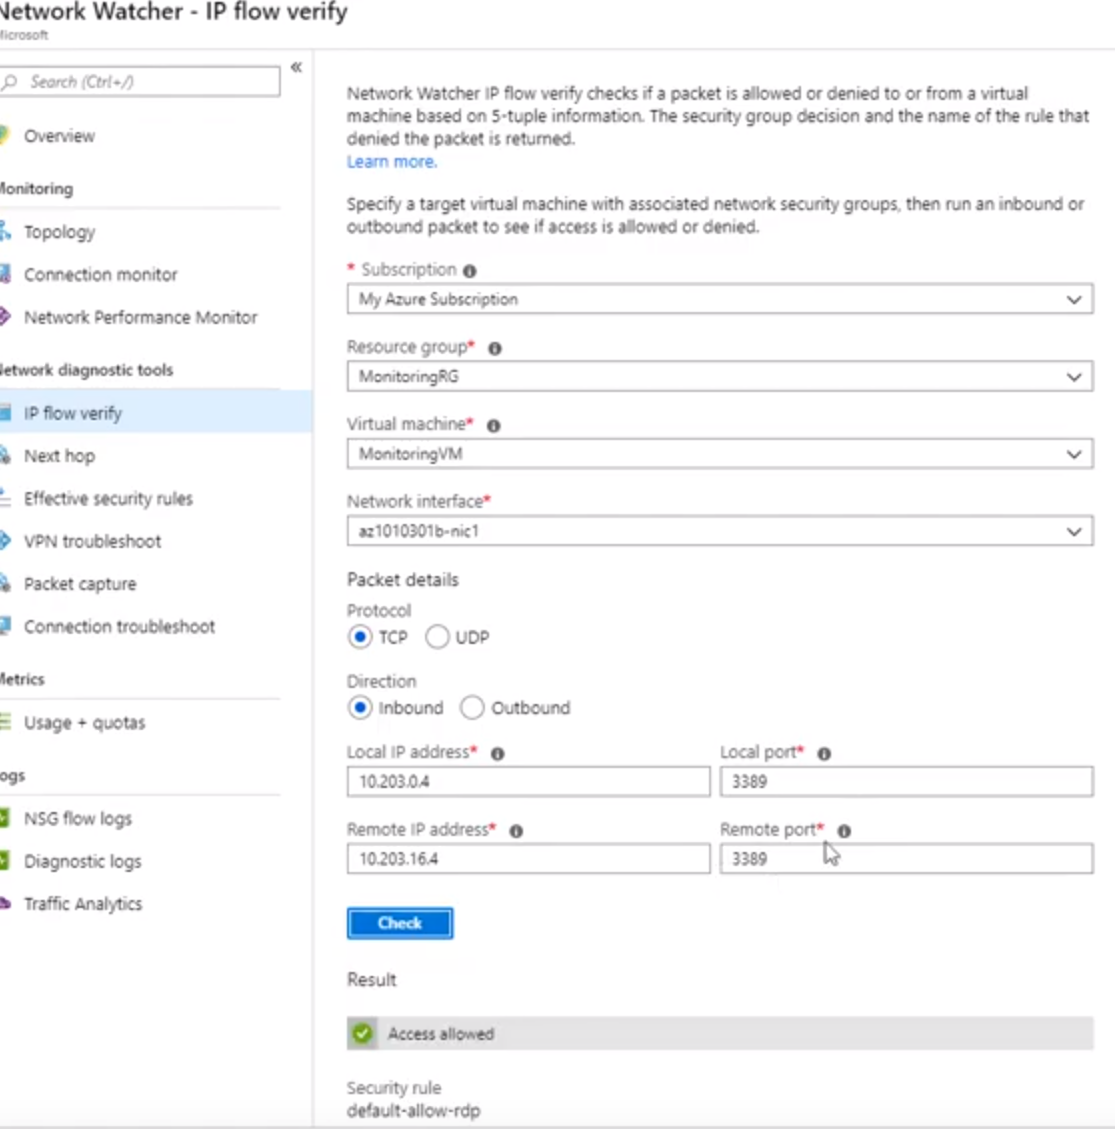 Network Watcher - IP flow verify
Microsoft
Search (Ctrl+/)
«
Overview
Monitoring
Topology
Connection monitor
Network Performance Monitor
Network diagnostic tools
IP flow verify
Next hop
Effective security rules
VPN troubleshoot
Packet capture
Connection troubleshoot
Metrics
Usage + quotas
Logs
NSG flow logs
Diagnostic logs
Traffic Analytics
Network Watcher IP flow verify checks if a packet is allowed or denied to or from a virtual
machine based on 5-tuple information. The security group decision and the name of the rule that
denied the packet is returned.
Learn more.
Specify a target virtual machine with associated network security groups, then run an inbound or
outbound packet to see if access is allowed or denied.
* Subscription
My Azure Subscription
Resource group*
MonitoringRG
Virtual machine*
MonitoringVM
Network interface*
az1010301b-nic1
Packet details
Protocol
TCP UDP
Direction
Inbound Outbound
Local IP address* Local port*
10.203.0.4 3389
Remote IP address* Remote port*
10.203.16.4 3389
Check
Result
Access allowed
Security rule
default-allow-rdp